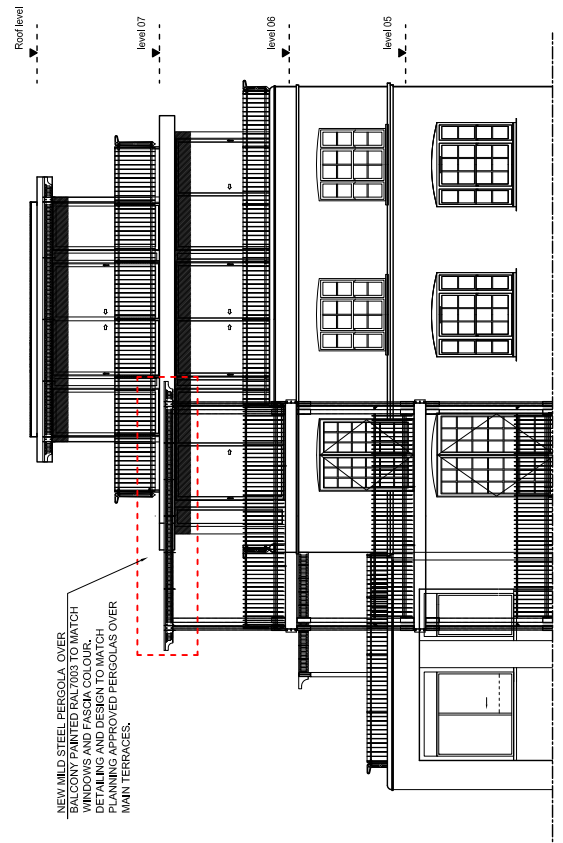 Roof level
level 07
level 06
level 05
NEW MILD STEEL PERGOLA OVER
BALCONY PAINTED RAL7003 TO MATCH
WINDOWS AND FASCIA COLOUR.
DETAILING AND DESIGN TO MATCH
PLANNING APPROVED PERGOLAS OVER
MAIN TERRACES.